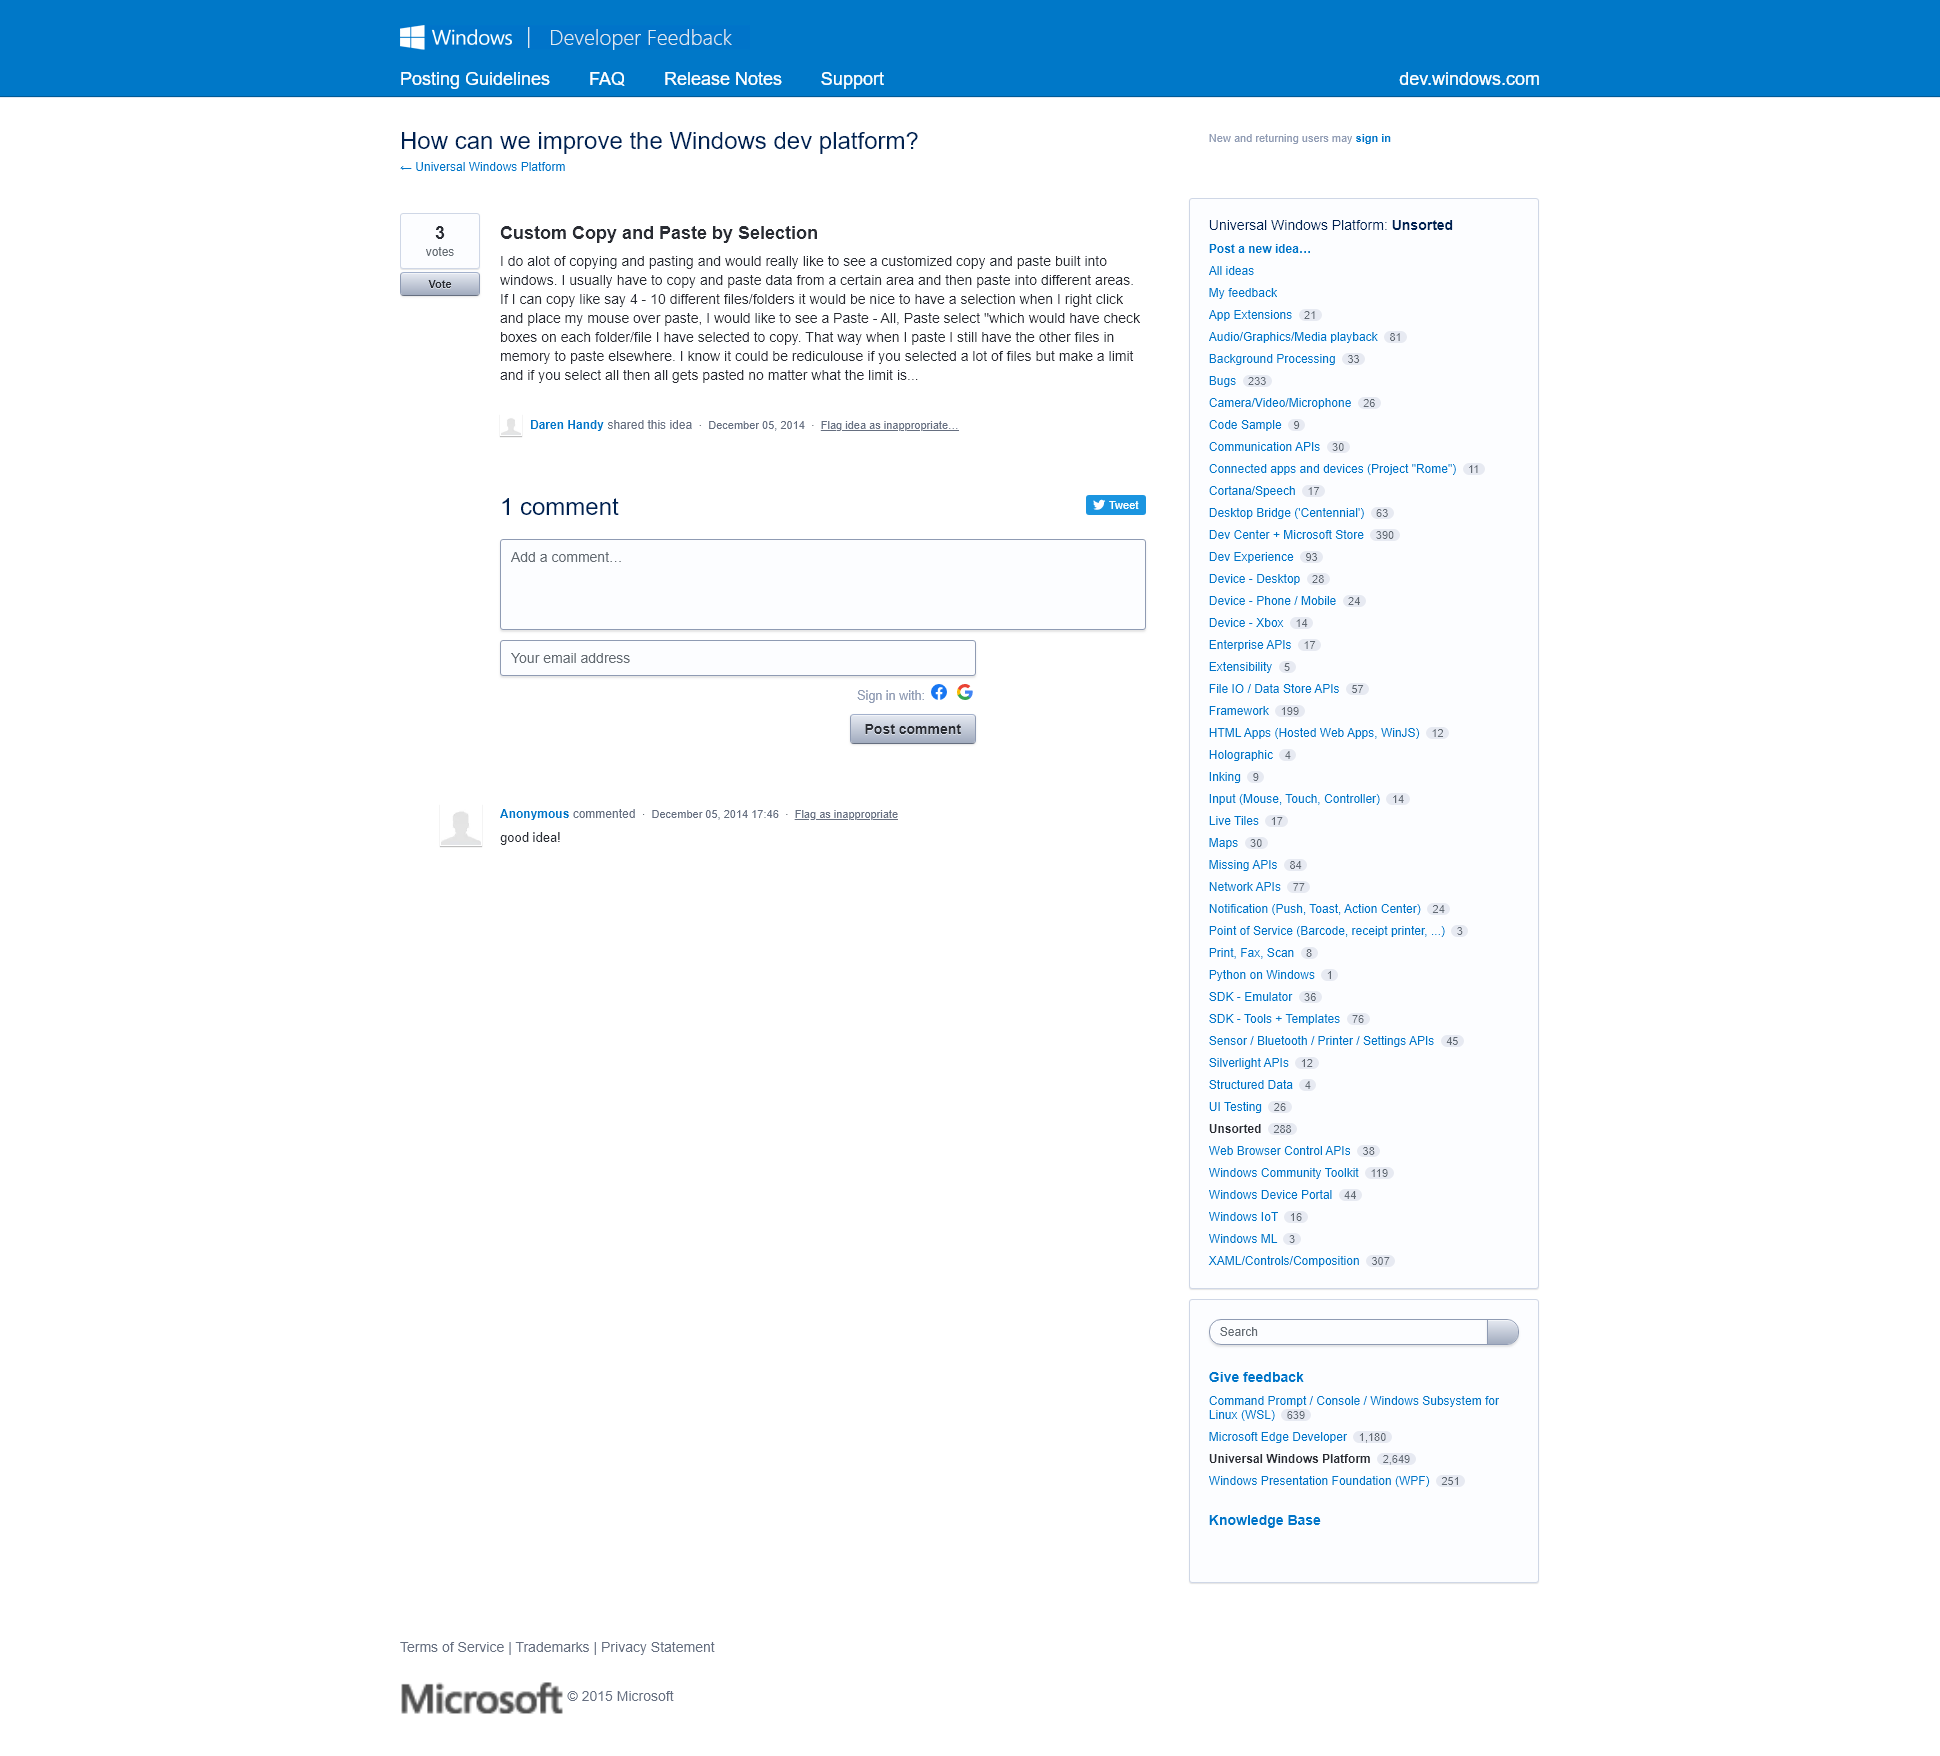 Windows | Developer Feedback
Posting Guidelines FAQ Release Notes Support dev.windows.com
How can we improve the Windows dev platform?
← Universal Windows Platform
New and returning users may sign in
3
votes
Vote
Custom Copy and Paste by Selection
I do alot of copying and pasting and would really like to see a customized copy and paste built into
windows. I usually have to copy and paste data from a certain area and then paste into different areas.
If I can copy like say 4 - 10 different files/folders it would be nice to have a selection when I right click
and place my mouse over paste, I would like to see a Paste - All, Paste select "which would have check
boxes on each folder/file I have selected to copy. That way when I paste I still have the other files in
memory to paste elsewhere. I know it could be rediculouse if you selected a lot of files but make a limit
and if you select all then all gets pasted no matter what the limit is...
Daren Handy shared this idea · December 05, 2014 · Flag idea as inappropriate…
1 comment
Tweet
Add a comment…
Your email address
Sign in with:
Post comment
Anonymous commented · December 05, 2014 17:46 · Flag as inappropriate
good idea!
Universal Windows Platform: Unsorted
Post a new idea…
All ideas
My feedback
App Extensions 21
Audio/Graphics/Media playback 81
Background Processing 33
Bugs 233
Camera/Video/Microphone 26
Code Sample 9
Communication APIs 30
Connected apps and devices (Project "Rome") 11
Cortana/Speech 17
Desktop Bridge ('Centennial') 63
Dev Center + Microsoft Store 390
Dev Experience 93
Device - Desktop 28
Device - Phone / Mobile 24
Device - Xbox 14
Enterprise APIs 17
Extensibility 5
File IO / Data Store APIs 57
Framework 199
HTML Apps (Hosted Web Apps, WinJS) 12
Holographic 4
Inking 9
Input (Mouse, Touch, Controller) 14
Live Tiles 17
Maps 30
Missing APIs 84
Network APIs 77
Notification (Push, Toast, Action Center) 24
Point of Service (Barcode, receipt printer, ...) 3
Print, Fax, Scan 8
Python on Windows 1
SDK - Emulator 36
SDK - Tools + Templates 76
Sensor / Bluetooth / Printer / Settings APIs 45
Silverlight APIs 12
Structured Data 4
UI Testing 26
Unsorted 288
Web Browser Control APIs 38
Windows Community Toolkit 119
Windows Device Portal 44
Windows IoT 16
Windows ML 3
XAML/Controls/Composition 307
Search
Give feedback
Command Prompt / Console / Windows Subsystem for
Linux (WSL) 639
Microsoft Edge Developer 1,180
Universal Windows Platform 2,649
Windows Presentation Foundation (WPF) 251
Knowledge Base
Terms of Service | Trademarks | Privacy Statement
Microsoft © 2015 Microsoft